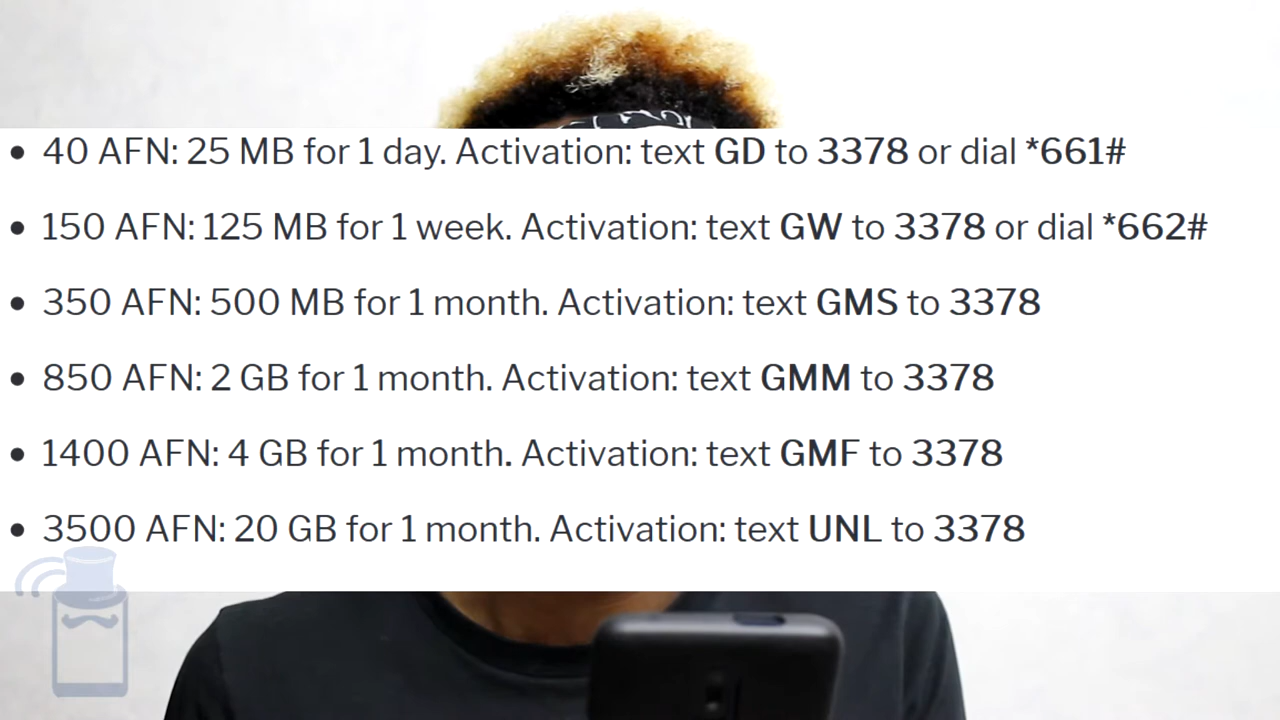 • 40 AFN: 25 MB for 1 day. Activation: text GD to 3378 or dial *661#
• 150 AFN: 125 MB for 1 week. Activation: text GW to 3378 or dial *662#
• 350 AFN: 500 MB for 1 month. Activation: text GMS to 3378
• 850 AFN: 2 GB for 1 month. Activation: text GMM to 3378
• 1400 AFN: 4 GB for 1 month. Activation: text GMF to 3378
• 3500 AFN: 20 GB for 1 month. Activation: text UNL to 3378